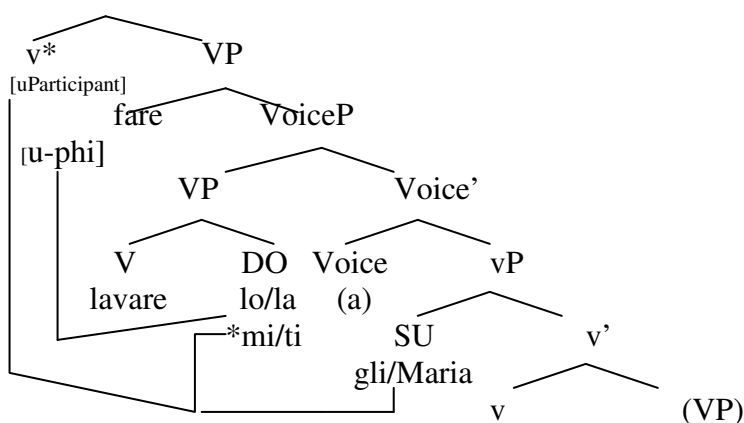 v* VP
[uParticipant]
fare VoiceP
[u-phi]
VP Voice’
V DO Voice vP
lavare lo/la (a)
*mi/ti SU v’
gli/Maria
v (VP)